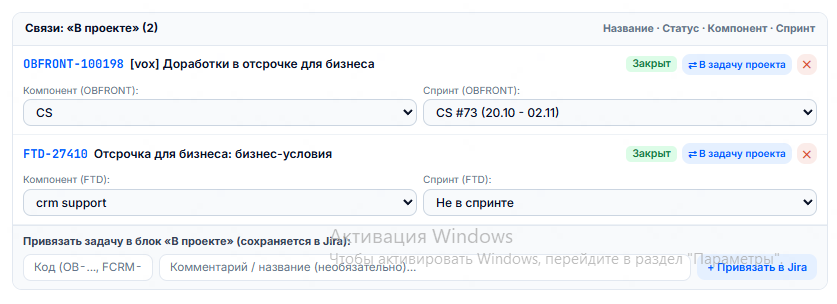 Связи: «В проекте» (2) Название · Статус · Компонент · Спринт
OBFRONT-100198 [vox] Доработки в отсрочке для бизнеса Закрыт ⇄ В задачу проекта ×
Компонент (OBFRONT): Спринт (OBFRONT):
CS CS #73 (20.10 - 02.11)
FTD-27410 Отсрочка для бизнеса: бизнес-условия Закрыт ⇄ В задачу проекта ×
Компонент (FTD): Спринт (FTD):
crm support Не в спринте
Активация Windows
Привязать задачу в блок «В проекте» (сохраняется в Jira):
Чтобы активировать Windows, перейдите в раздел "Параметры".
Код (OB-..., FCRM- Комментарий / название (необязательно)... + Привязать в Jira